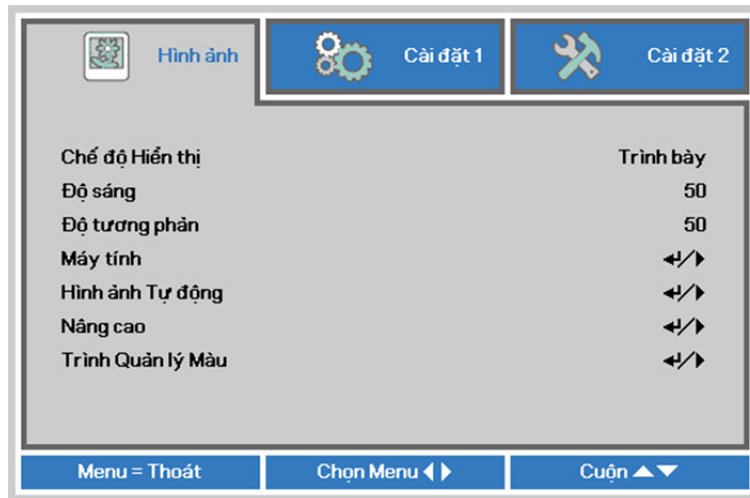 Hình ảnh
Cài đặt 1
Cài đặt 2
Chế độ Hiển thị Trình bày
Độ sáng 50
Độ tương phản 50
Máy tính ↵/▶
Hình ảnh Tự động ↵/▶
Nâng cao ↵/▶
Trình Quản lý Màu ↵/▶
Menu = Thoát
Chọn Menu ◀▶
Cuộn ▲▼